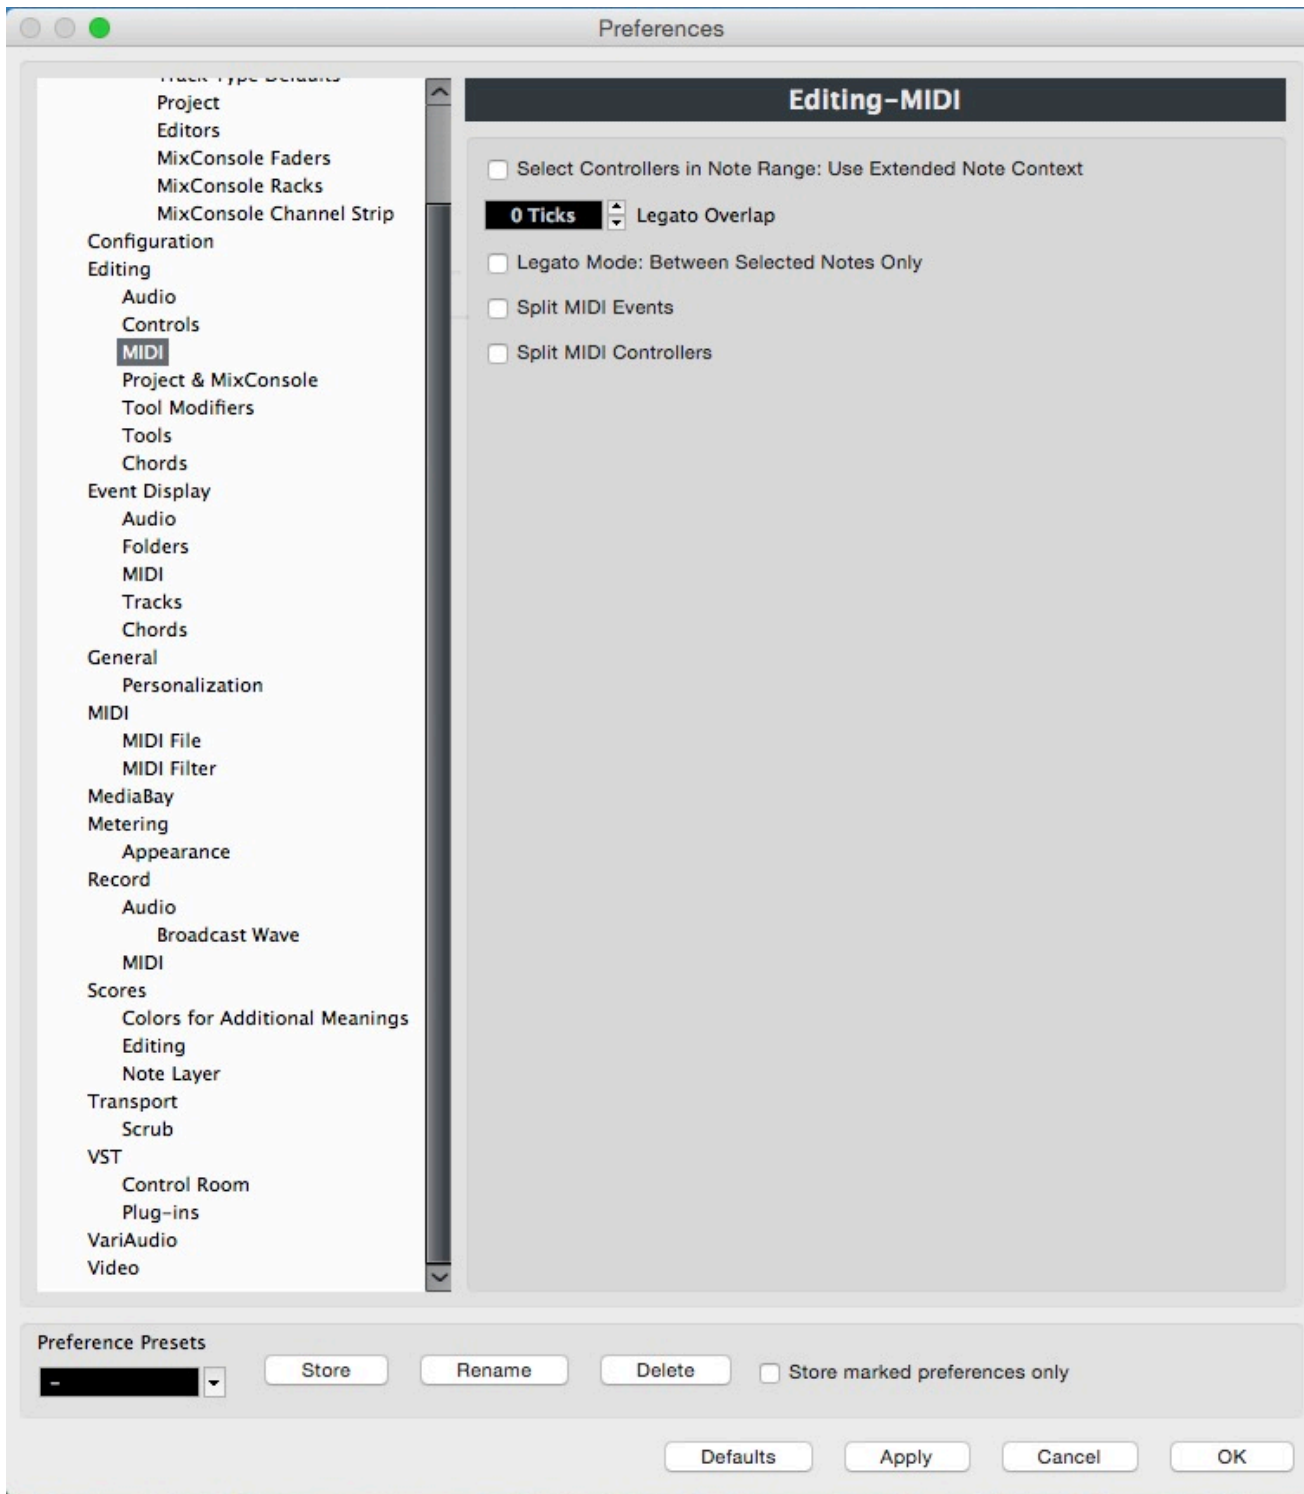 Preferences
Track Type Defaults
Project
Editors
MixConsole Faders
MixConsole Racks
MixConsole Channel Strip
Configuration
Editing
Audio
Controls
MIDI
Project & MixConsole
Tool Modifiers
Tools
Chords
Event Display
Audio
Folders
MIDI
Tracks
Chords
General
Personalization
MIDI
MIDI File
MIDI Filter
MediaBay
Metering
Appearance
Record
Audio
Broadcast Wave
MIDI
Scores
Colors for Additional Meanings
Editing
Note Layer
Transport
Scrub
VST
Control Room
Plug-ins
VariAudio
Video
Editing-MIDI
Select Controllers in Note Range: Use Extended Note Context
0 Ticks Legato Overlap
Legato Mode: Between Selected Notes Only
Split MIDI Events
Split MIDI Controllers
Preference Presets
– Store Rename Delete Store marked preferences only
Defaults Apply Cancel OK